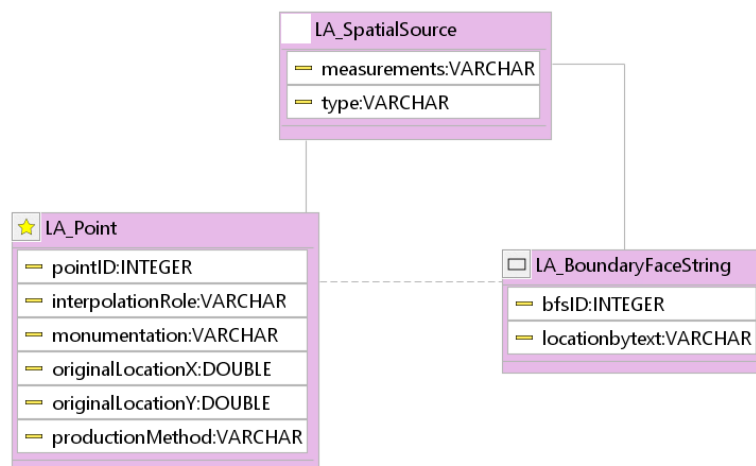 LA_SpatialSource
measurements:VARCHAR
type:VARCHAR
LA_Point
pointID:INTEGER
interpolationRole:VARCHAR
monumentation:VARCHAR
originalLocationX:DOUBLE
originalLocationY:DOUBLE
productionMethod:VARCHAR
LA_BoundaryFaceString
bfsID:INTEGER
locationbytext:VARCHAR